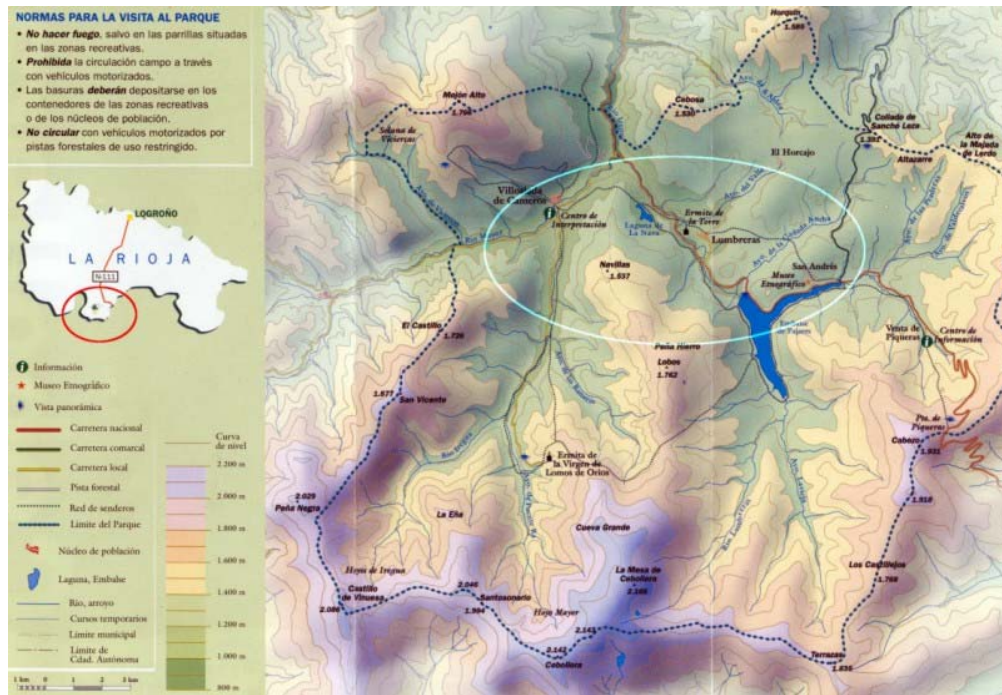 NORMAS PARA LA VISITA AL PARQUE
• No hacer fuego, salvo en las parrillas situadas
en las zonas recreativas.
• Prohibida la circulación campo a través
con vehículos motorizados.
• Las basuras deberán depositarse en los
contenedores de las zonas recreativas
o de los núcleos de población.
• No circular con vehículos motorizados por
pistas forestales de uso restringido.
LOGROÑO
LA RIOJA
N-111
Información
Museo Etnográfico
Vista panorámica
Carretera nacional
Carretera comarcal
Carretera local
Pista forestal
Red de senderos
Límite del Parque
Núcleo de población
Laguna, Embalse
Río, arroyo
Cursos temporarios
Límite municipal
Límite de
Cdad. Autónoma
1 km 0 1 2 3 km
Curva
de nivel
2.200 m
2.000 m
1.800 m
1.600 m
1.400 m
1.200 m
1.000 m
800 m
Horquín
Mojón Alto
Cebosa
1.530
Collado de
Sancho Leza
Alto de
la Majada
de Lerdo
Altazarre
El Horcajo
de Cameros
Centro de
Interpretación
Laguna de
La Nava
Ermita de
la Torre
Lumbreras
San Andrés
Museo
Etnográfico
Navillas
1.537
El Castillo
1.726
1.677
San Vicente
Peña Hierro
Lobos
1.762
Venta de
Piqueras
Centro de
Información
Pto. de
Piqueras
Cabezo
1.918
Ermita de
la Virgen de
Lomos de Orios
2.029
Peña Negra
La Eña
Cueva Grande
Hoyos de Iregua
Castillo
de Vinuesa
2.046
Santosonario
1.994
Hoyo Mayor
La Mesa de
Cebollera
Los Castillejos
2.142
Cebollera
Terrazas